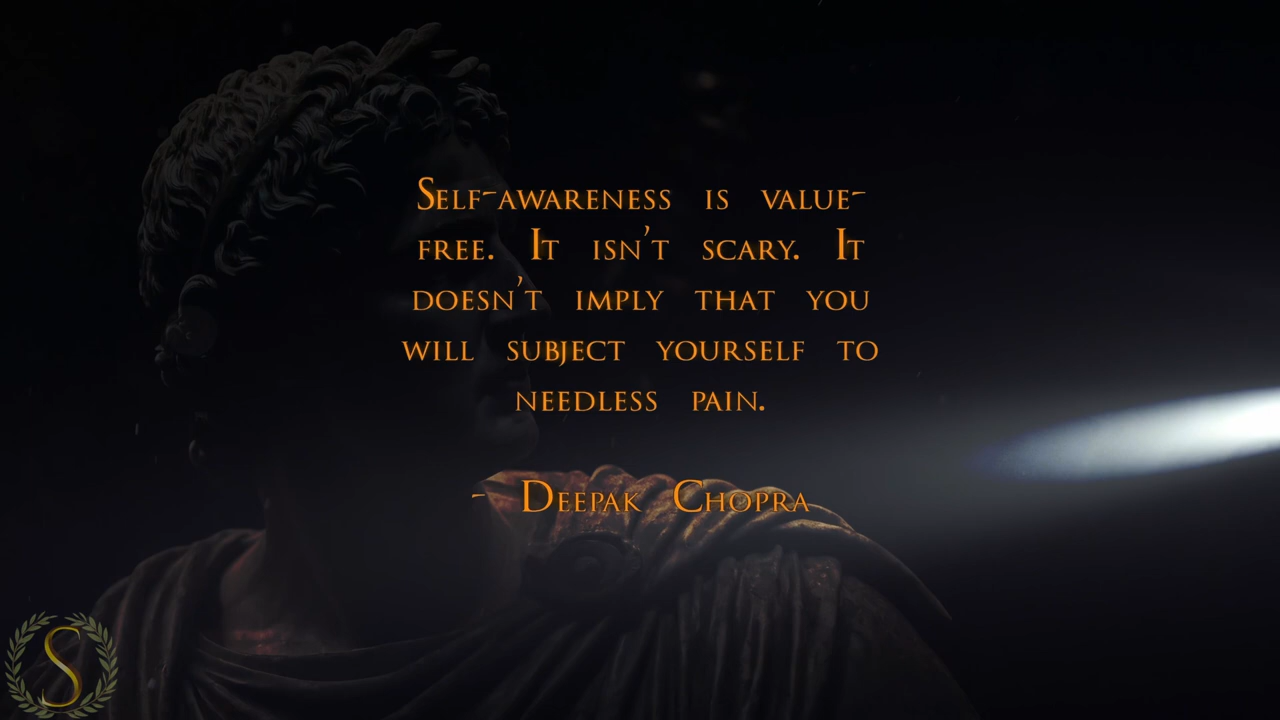 Self-awareness is value-
free. It isn't scary. It
doesn't imply that you
will subject yourself to
needless pain.
- Deepak Chopra
S